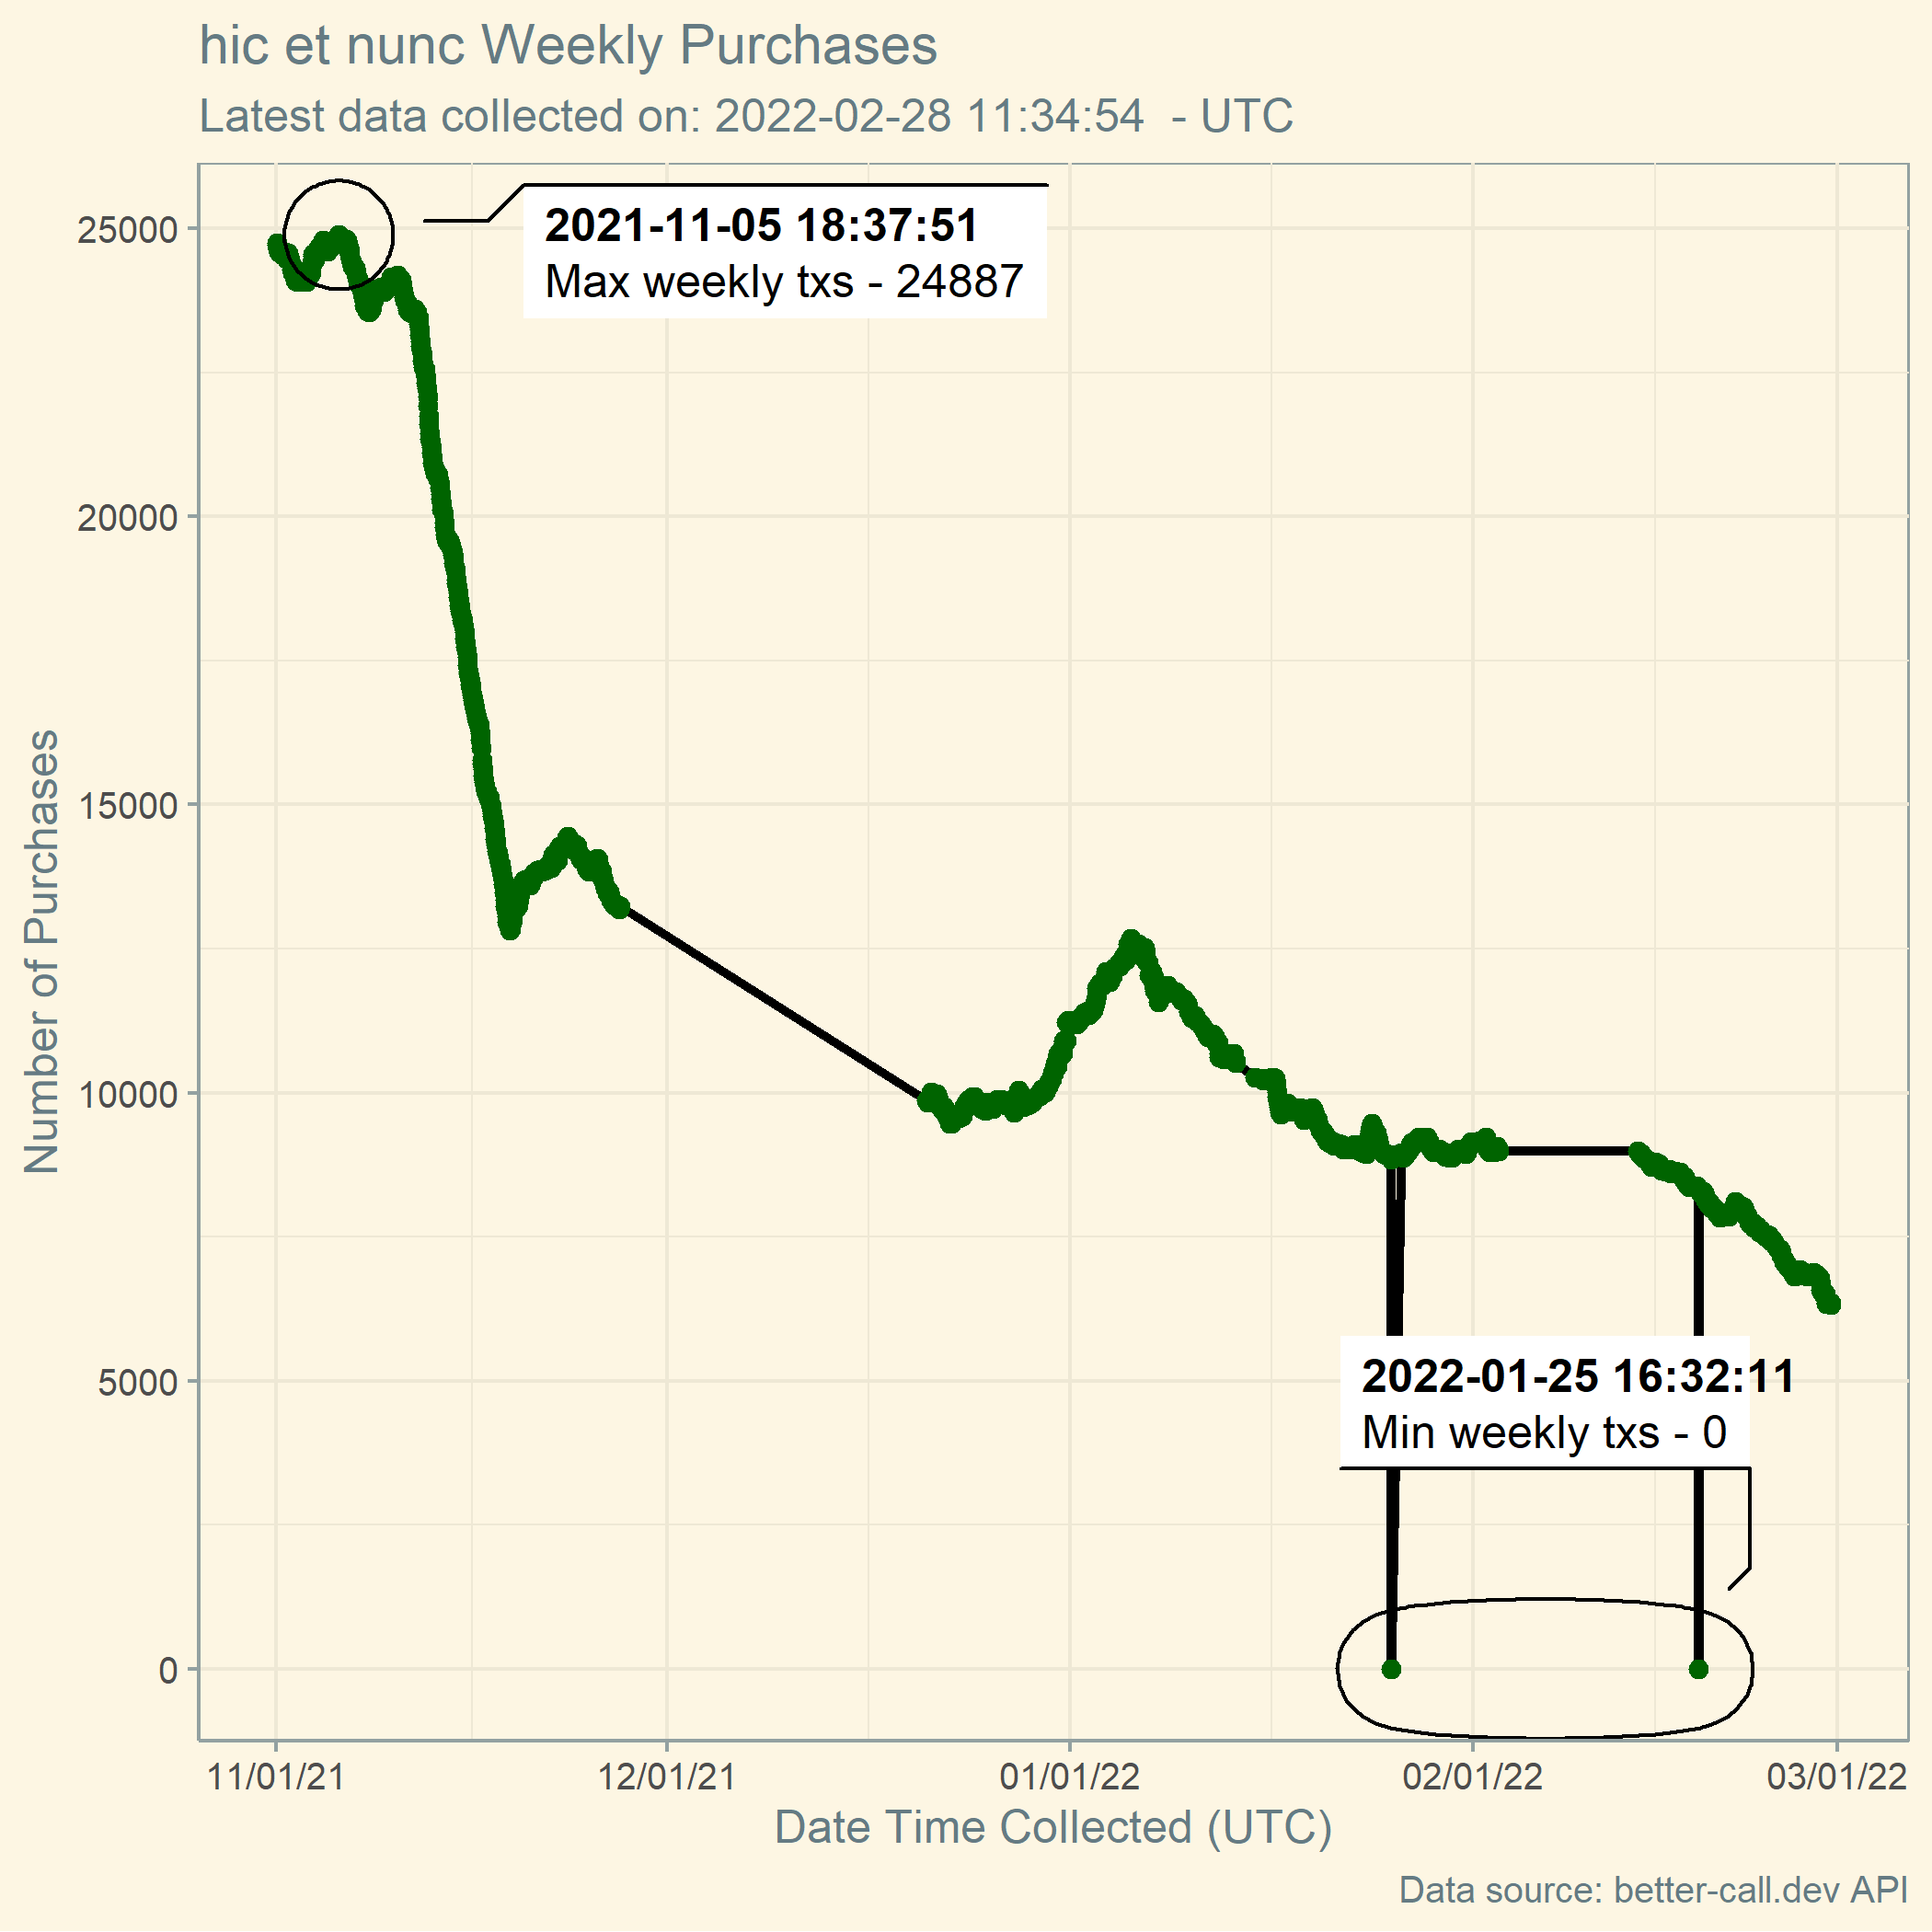 hic et nunc Weekly Purchases
Latest data collected on: 2022-02-28 11:34:54  - UTC
2021-11-05 18:37:51
Max weekly txs - 24887
25000
20000
15000
10000
5000
0
Number of Purchases
2022-01-25 16:32:11
Min weekly txs - 0
11/01/21
12/01/21
01/01/22
02/01/22
03/01/22
Date Time Collected (UTC)
Data source: better-call.dev API